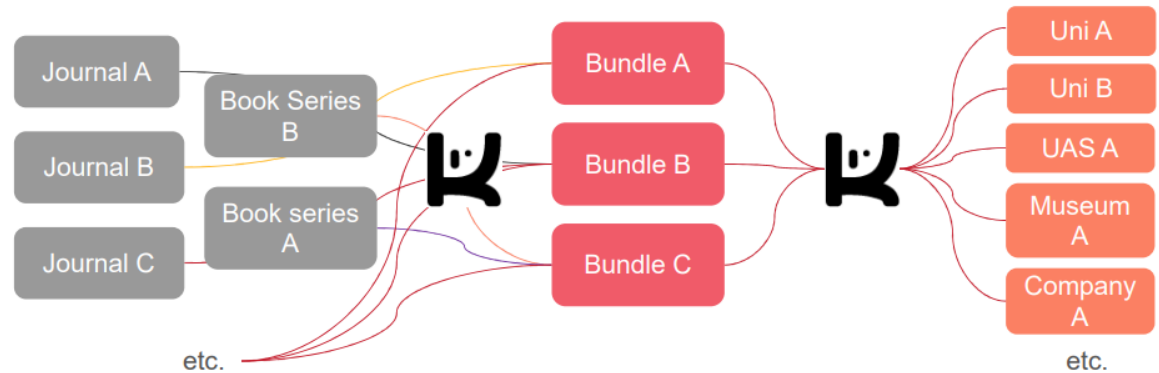 Journal A
Journal B
Journal C
Book Series
B
Book series
A
etc.
Bundle A
Bundle B
Bundle C
Uni A
Uni B
UAS A
Museum
A
Company
A
etc.